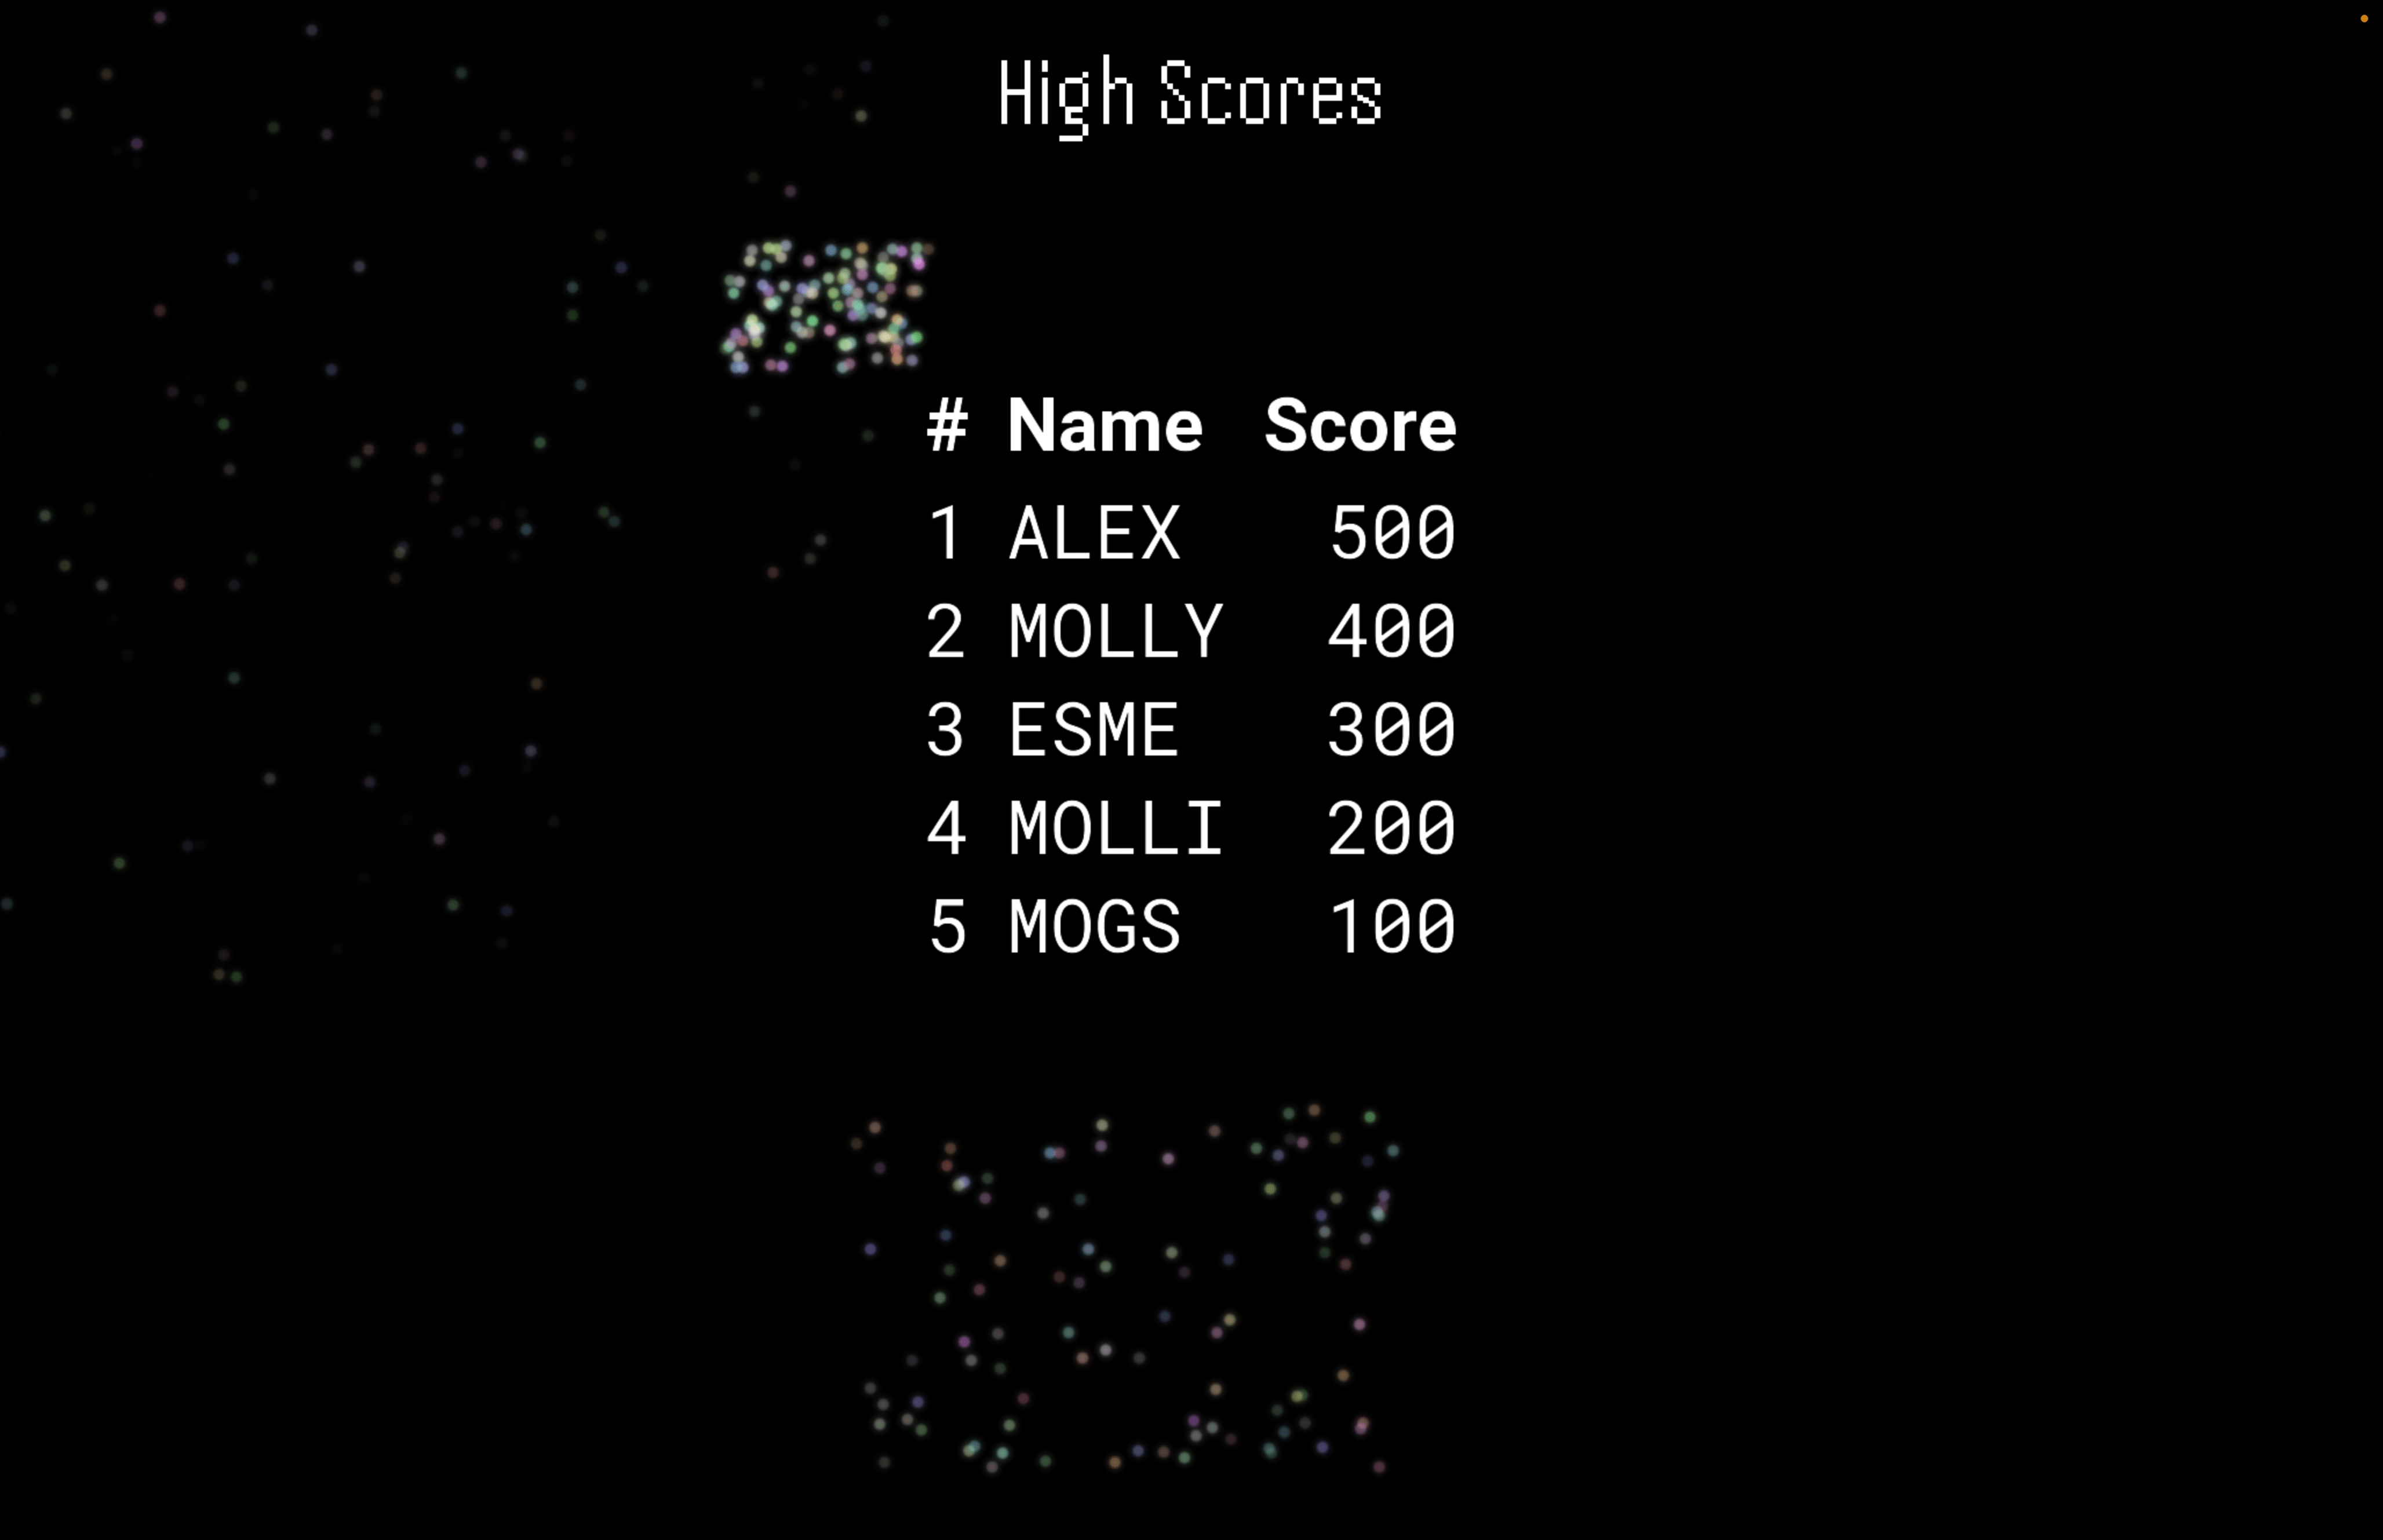 High Scores
# Name Score
1 ALEX 500
2 MOLLY 400
3 ESME 300
4 MOLLI 200
5 MOGS 100